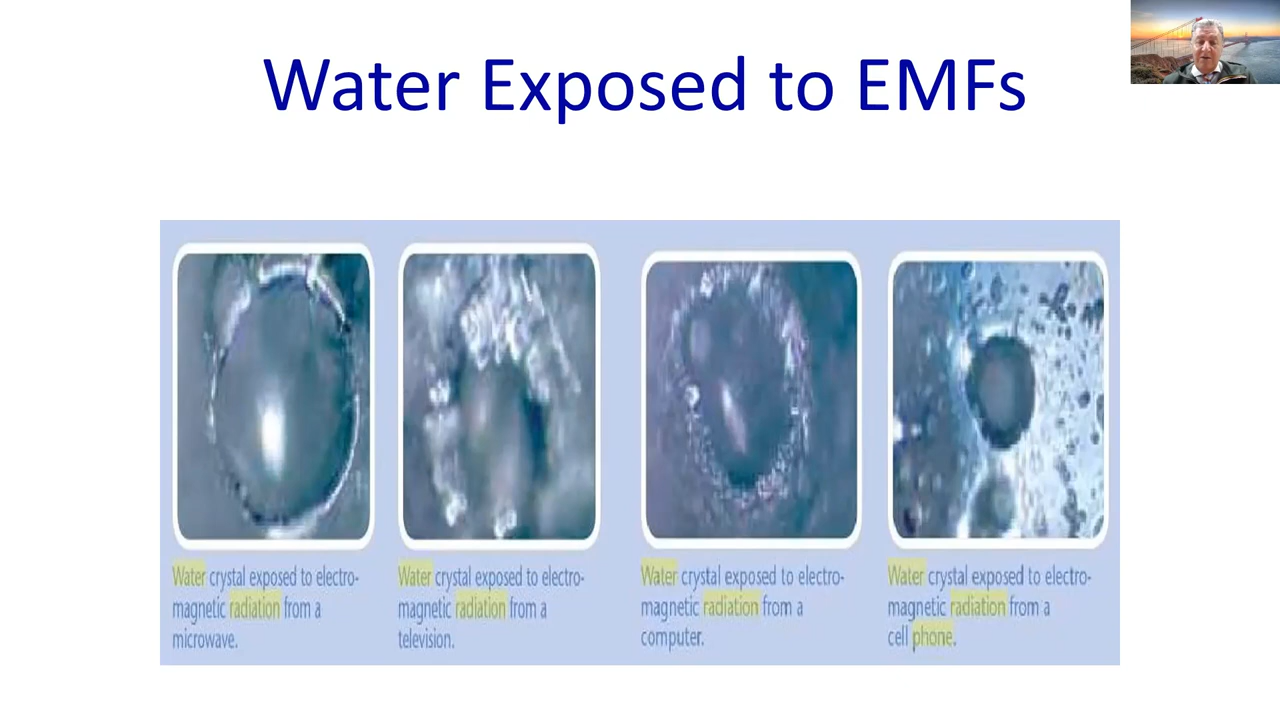 Water Exposed to EMFs
Water crystal exposed to electro-
magnetic radiation from a
microwave.
Water crystal exposed to electro-
magnetic radiation from a
television.
Water crystal exposed to electro-
magnetic radiation from a
computer.
Water crystal exposed to electro-
magnetic radiation from a
cell phone.